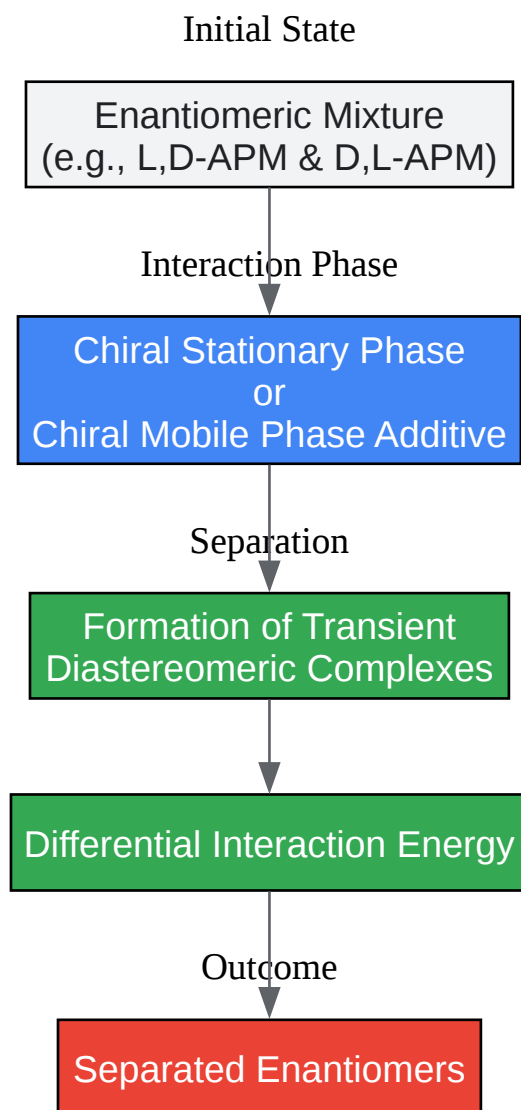 Initial State
Enantiomeric Mixture
(e.g., L,D-APM & D,L-APM)
Interaction Phase
Chiral Stationary Phase
or
Chiral Mobile Phase Additive
Separation
Formation of Transient
Diastereomeric Complexes
Differential Interaction Energy
Outcome
Separated Enantiomers